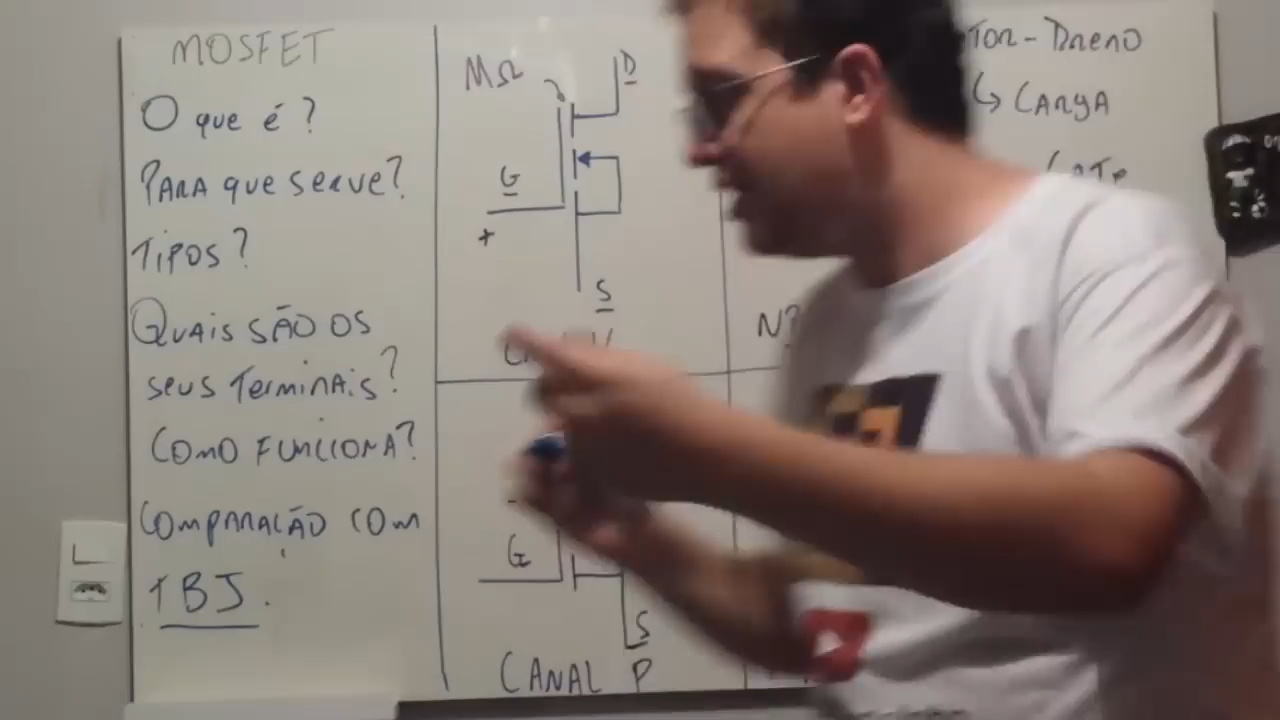 MOSFET
O que é?
PARA que serve?
TIPOS?
QUAIS SÃO OS
seus Terminais?
COMO FUNCIONA?
COMPARAÇÃO COM
TBJ.
MΩ
D
G
+
S
G
S
CANAL P
N?
TOR - DRENO
↳ CARGA